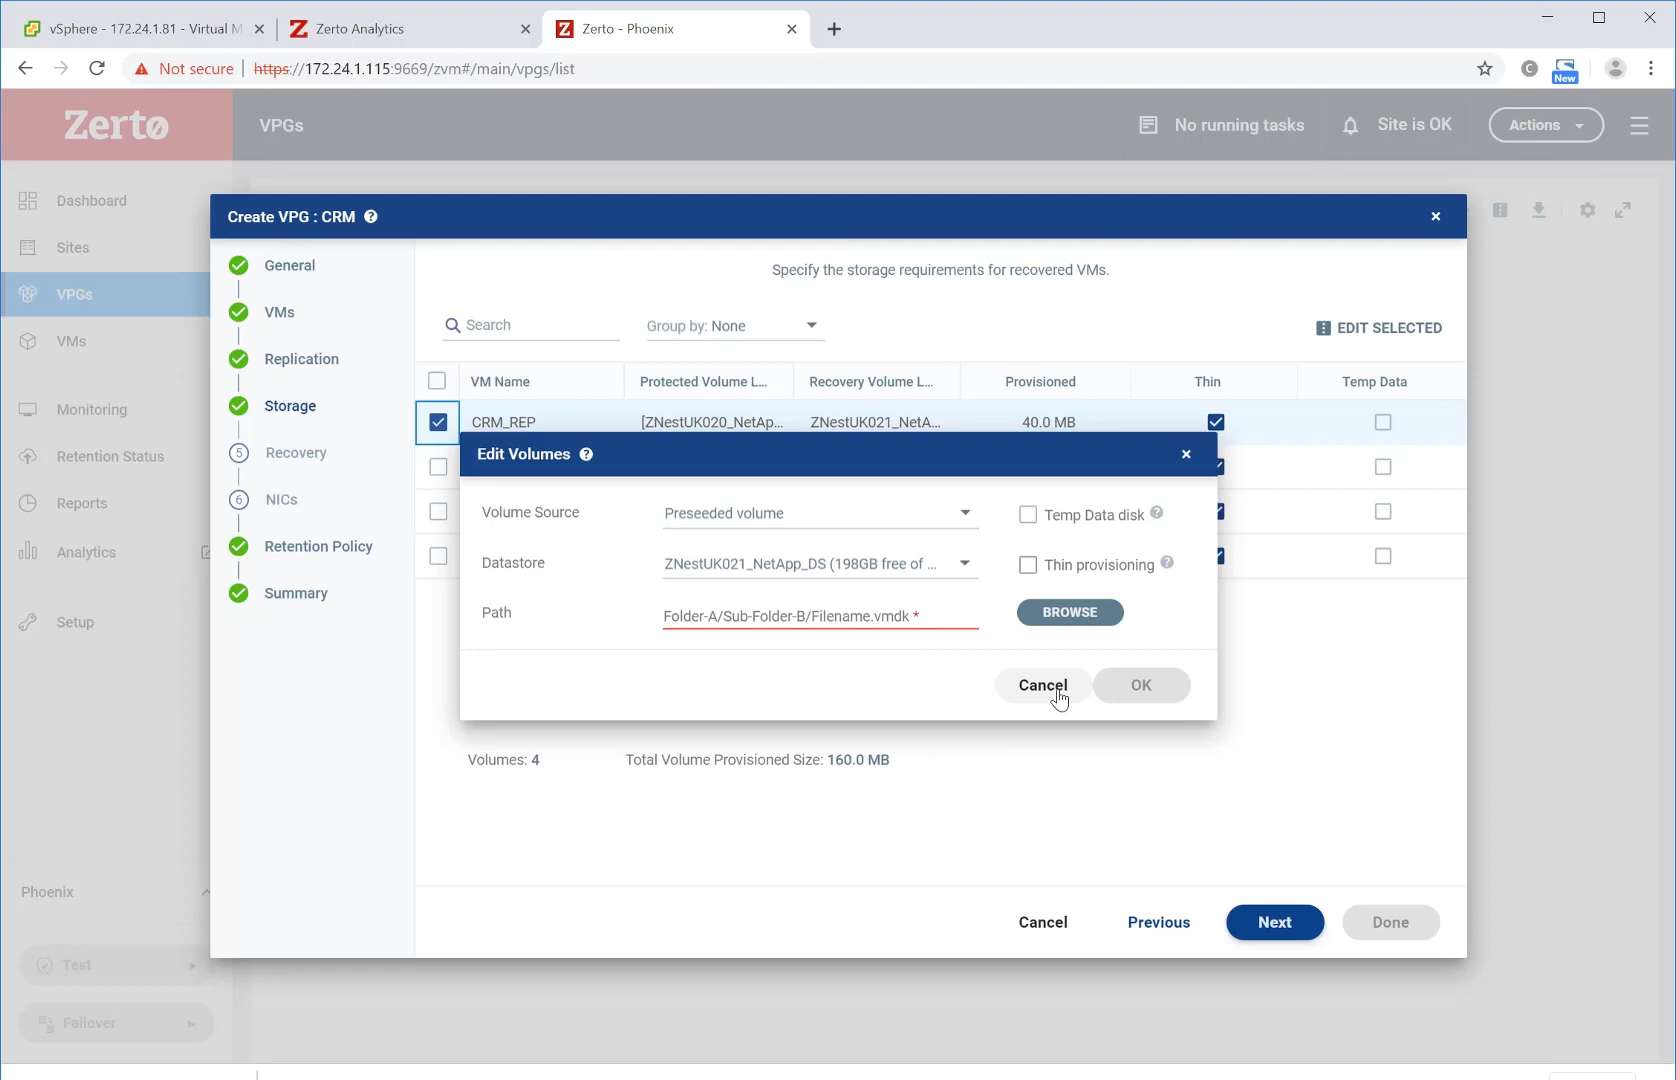 vSphere - 172.24.1.81 - Virtual M
Zerto Analytics
Zerto - Phoenix
Not secure
https://172.24.1.115:9669/zvm#/main/vpgs/list
C
New
Zerto
VPGs
No running tasks
Site is OK
Actions
Dashboard
Sites
VPGs
VMs
Monitoring
Retention Status
Reports
Analytics
Setup
Phoenix
Test
Failover
Create VPG : CRM ?
General
VMs
Replication
Storage
5 Recovery
6 NICs
Retention Policy
Summary
Specify the storage requirements for recovered VMs.
Search
Group by: None
EDIT SELECTED
VM Name
Protected Volume L...
Recovery Volume L...
Provisioned
Thin
Temp Data
CRM_REP
[ZNestUK020_NetAp...
ZNestUK021_NetA...
40.0 MB
Edit Volumes ?
Volume Source
Preseeded volume
Temp Data disk ?
Datastore
ZNestUK021_NetApp_DS (198GB free of ...
Thin provisioning ?
Path
Folder-A/Sub-Folder-B/Filename.vmdk *
BROWSE
Cancel
OK
Volumes: 4
Total Volume Provisioned Size: 160.0 MB
Cancel
Previous
Next
Done